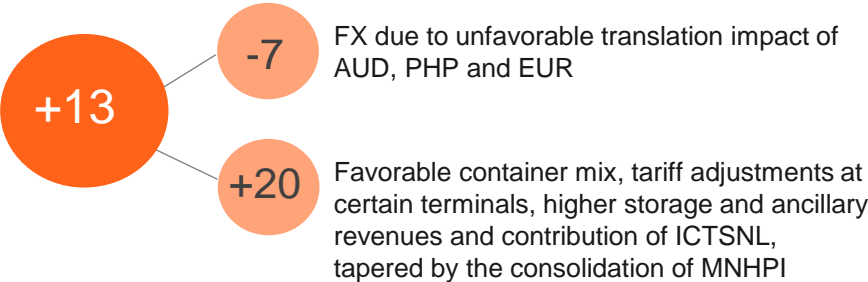 +13
-7
FX due to unfavorable translation impact of
AUD, PHP and EUR
+20
Favorable container mix, tariff adjustments at
certain terminals, higher storage and ancillary
revenues and contribution of ICTSNL,
tapered by the consolidation of MNHPI